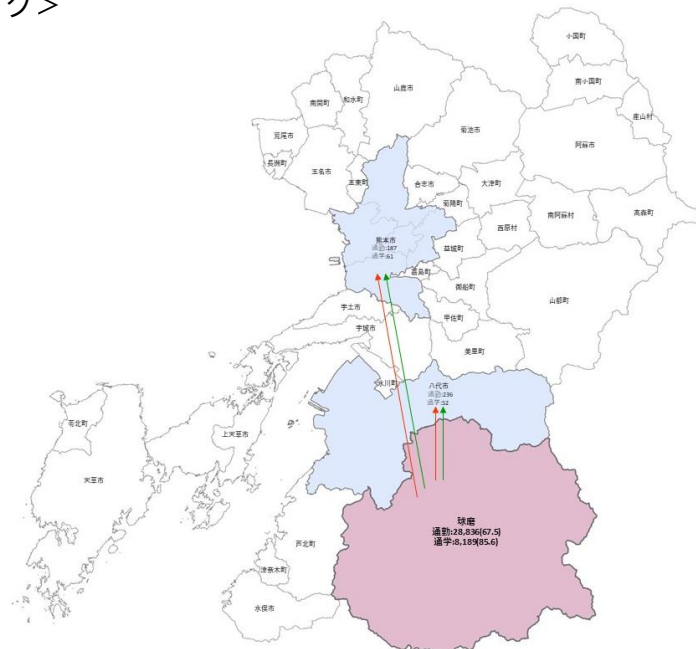 ク＞
小国町
南小国町
産山村
山鹿市
和水町
南関町
菊池市
阿蘇市
荒尾市
長洲町
玉名市
玉東町
合志市
大津町
菊陽町
西原村
南阿蘇村
高森町
熊本市
通勤:187
通学:61
益城町
嘉島町
御船町
山都町
宇土市
甲佐町
宇城市
美里町
氷川町
八代市
通勤:236
通学:52
苓北町
上天草市
天草市
球磨
通勤:28,836(67.5)
通学:8,189(85.6)
芦北町
津奈木町
水俣市